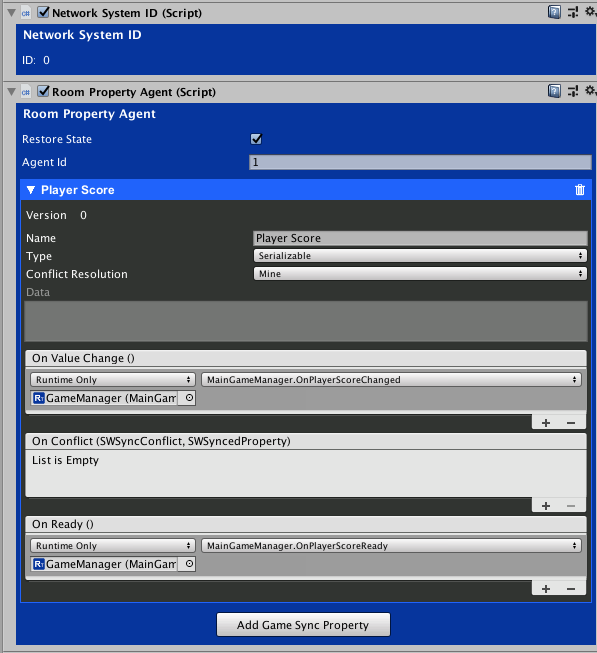 Network System ID (Script)
Network System ID
ID: 0
Room Property Agent (Script)
Room Property Agent
Restore State
Agent Id 1
Player Score
Version 0
Name Player Score
Type Serializable
Conflict Resolution Mine
Data
On Value Change ()
Runtime Only MainGameManager.OnPlayerScoreChanged
GameManager (MainGam
On Conflict (SWSyncConflict, SWSyncedProperty)
List is Empty
On Ready ()
Runtime Only MainGameManager.OnPlayerScoreReady
GameManager (MainGam
Add Game Sync Property